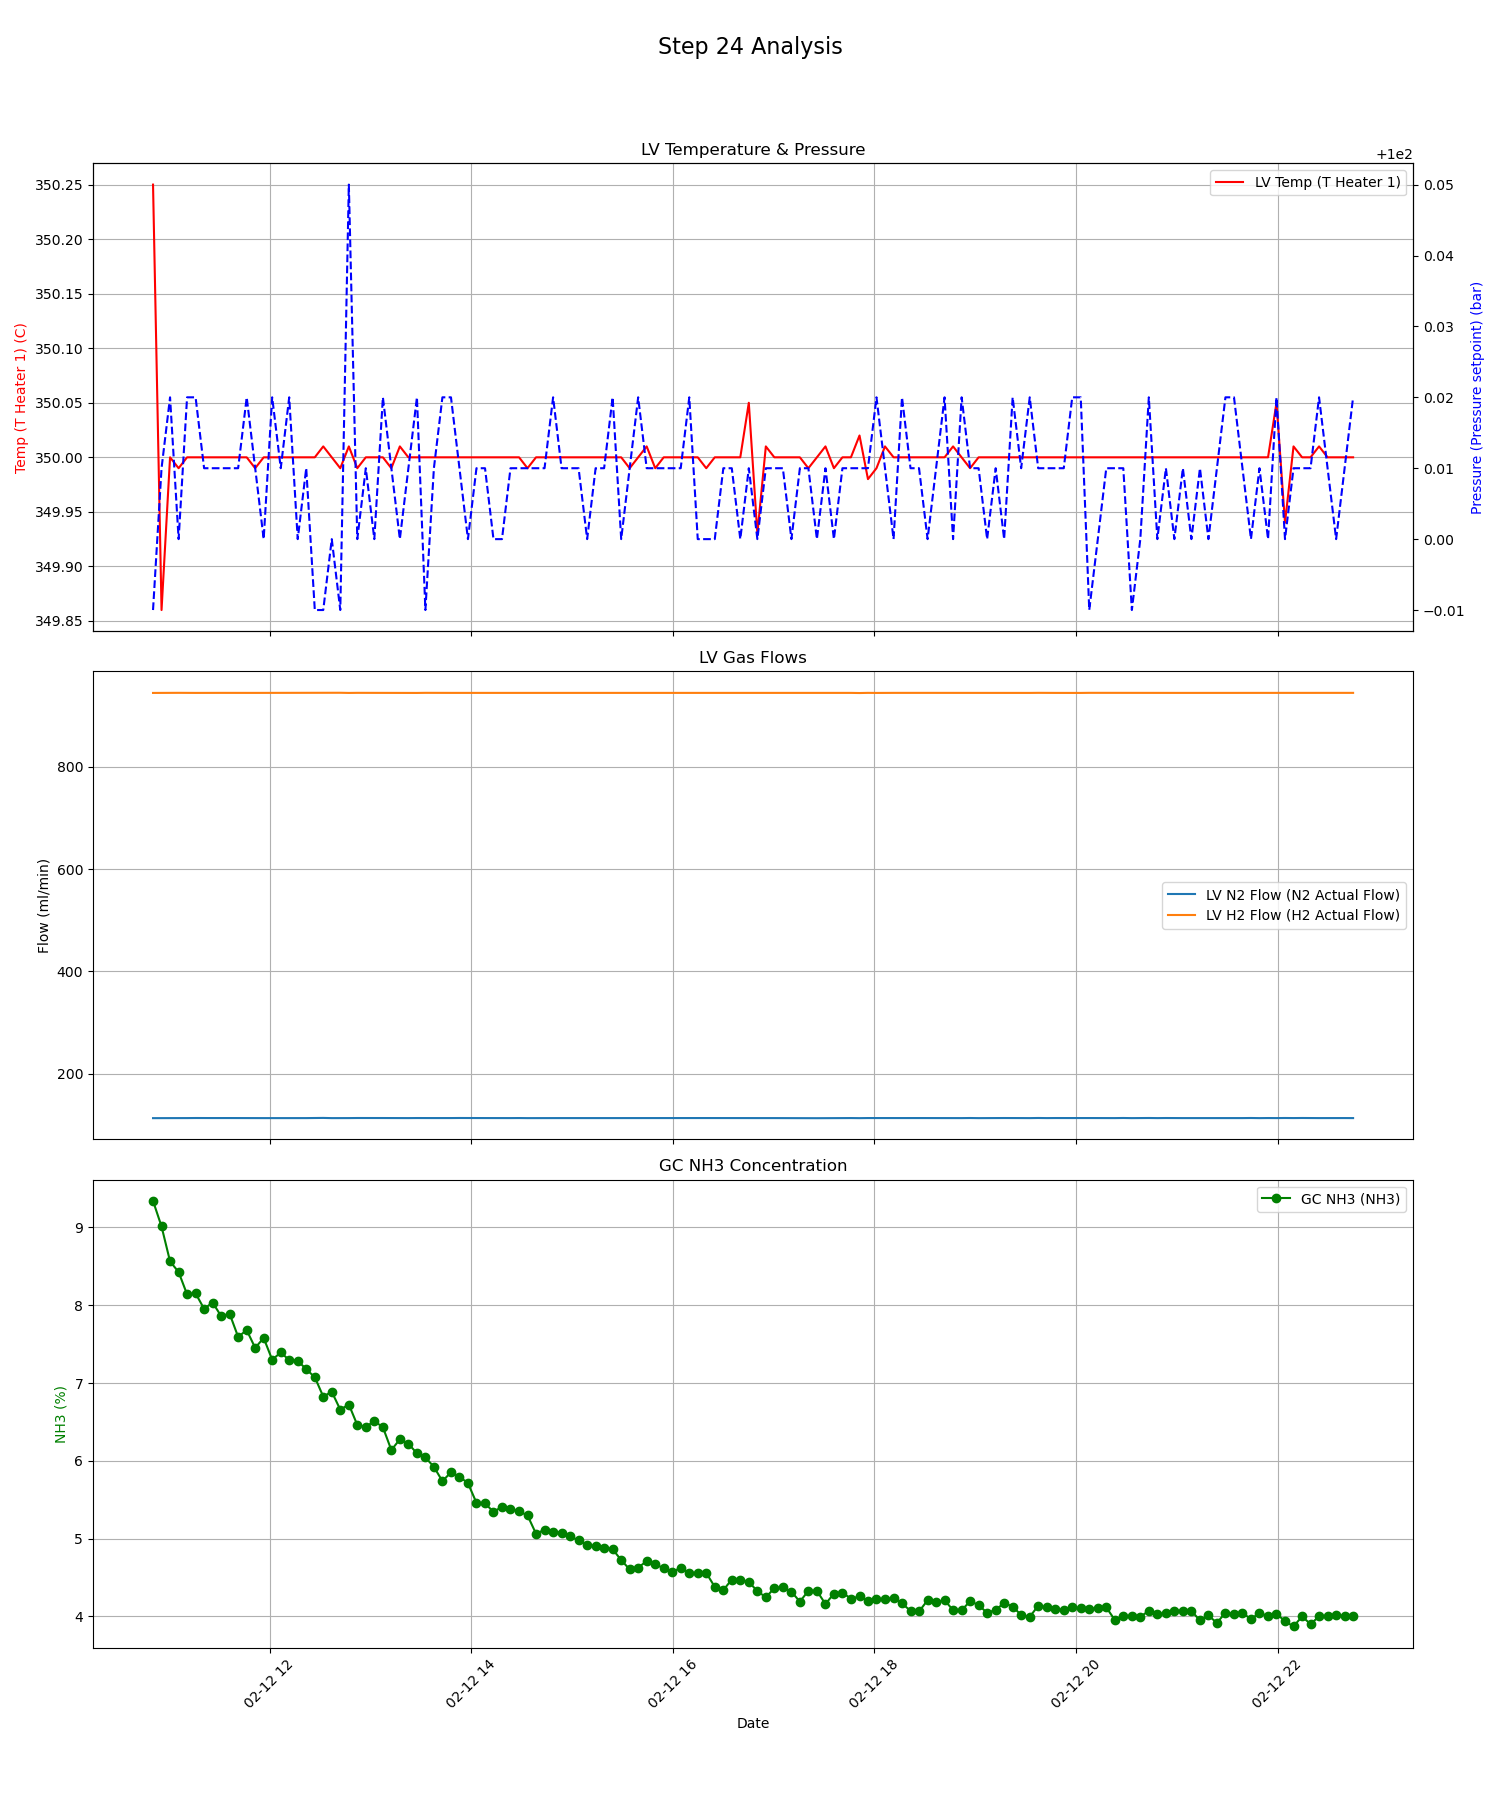 Step 24 Analysis
LV Temperature & Pressure
+1e2
LV Temp (T Heater 1)
350.25
350.20
350.15
350.10
350.05
350.00
349.95
349.90
349.85
Temp (T Heater 1) (C)
0.05
0.04
0.03
0.02
0.01
0.00
−0.01
Pressure (Pressure setpoint) (bar)
LV Gas Flows
800
600
400
200
Flow (ml/min)
LV N2 Flow (N2 Actual Flow)
LV H2 Flow (H2 Actual Flow)
GC NH3 Concentration
GC NH3 (NH3)
9
8
7
6
5
4
NH3 (%)
02-12 12
02-12 14
02-12 16
02-12 18
02-12 20
02-12 22
Date